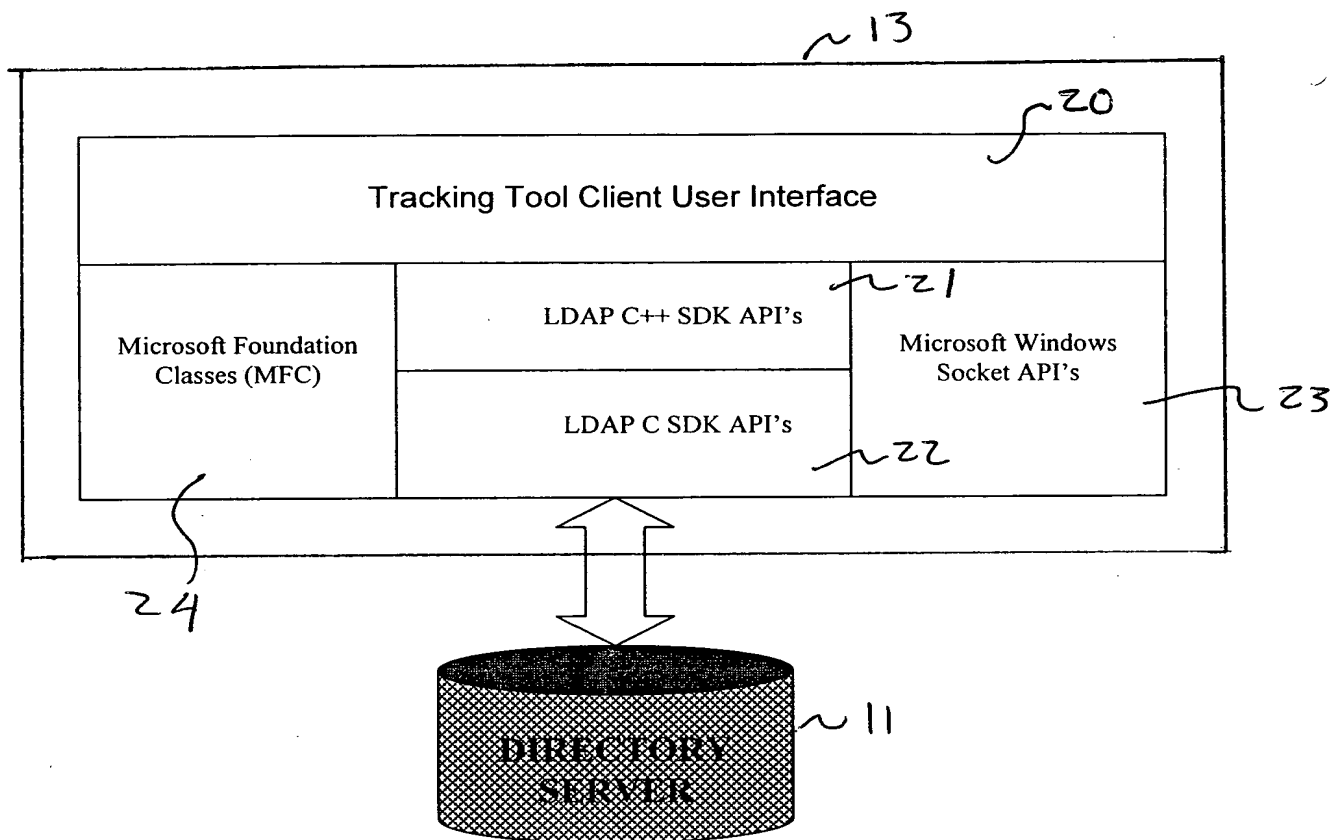 13
20
Tracking Tool Client User Interface
21
LDAP C++ SDK API's
Microsoft Foundation
Classes (MFC)
Microsoft Windows
Socket API's
23
LDAP C SDK API's
22
24
11
DIRECTORY
SERVER